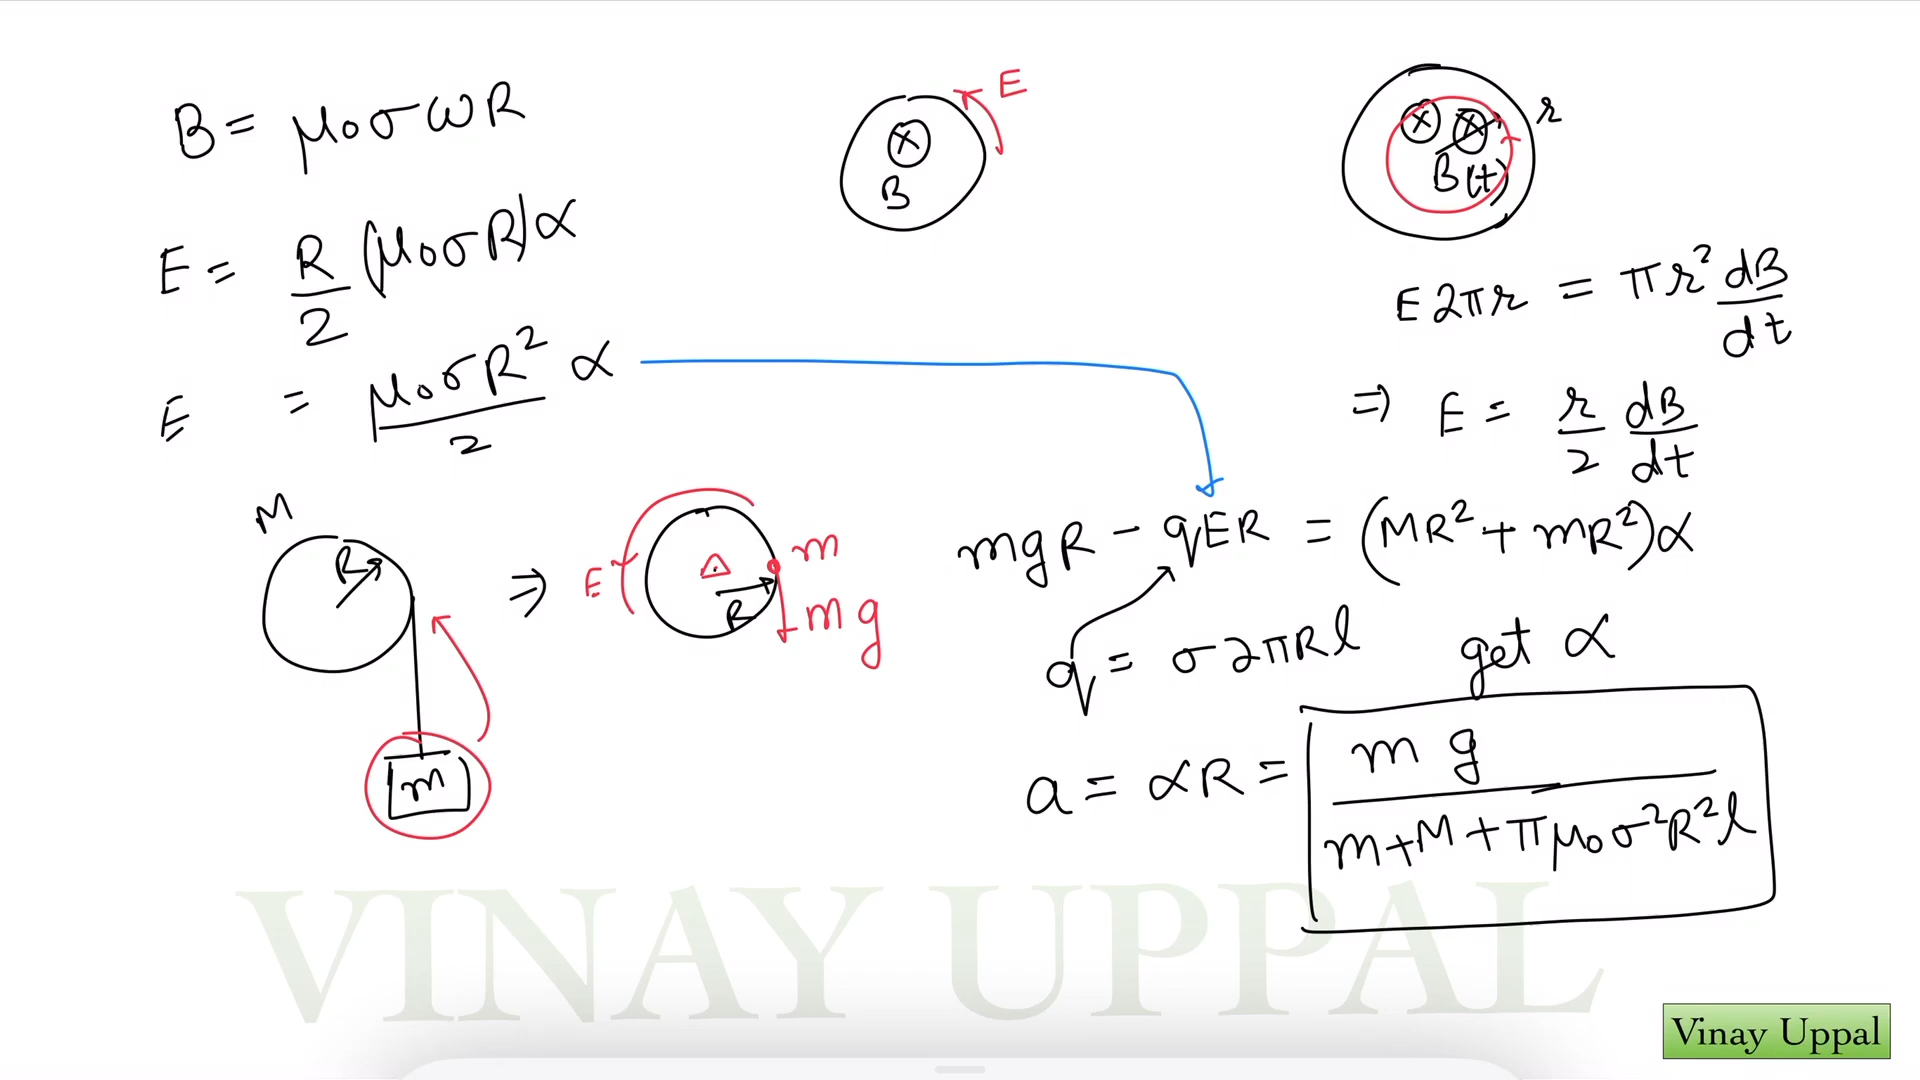 B = μ₀σωR
E = R/2 (μ₀σR)α
E = μ₀σR²/2 α
⊗
B
E
⊗ ⊗ r
B(t)
E2πr = πr² dB/dt
⇒ E = r/2 dB/dt
M
R
m
⇒
E
R
m
mg
mgR - qER = (MR² + mR²)α
q = σ2πRl
get α
a = αR = mg/(m+M+πμ₀σ²R²l)
VINAY UPPAL
Vinay Uppal